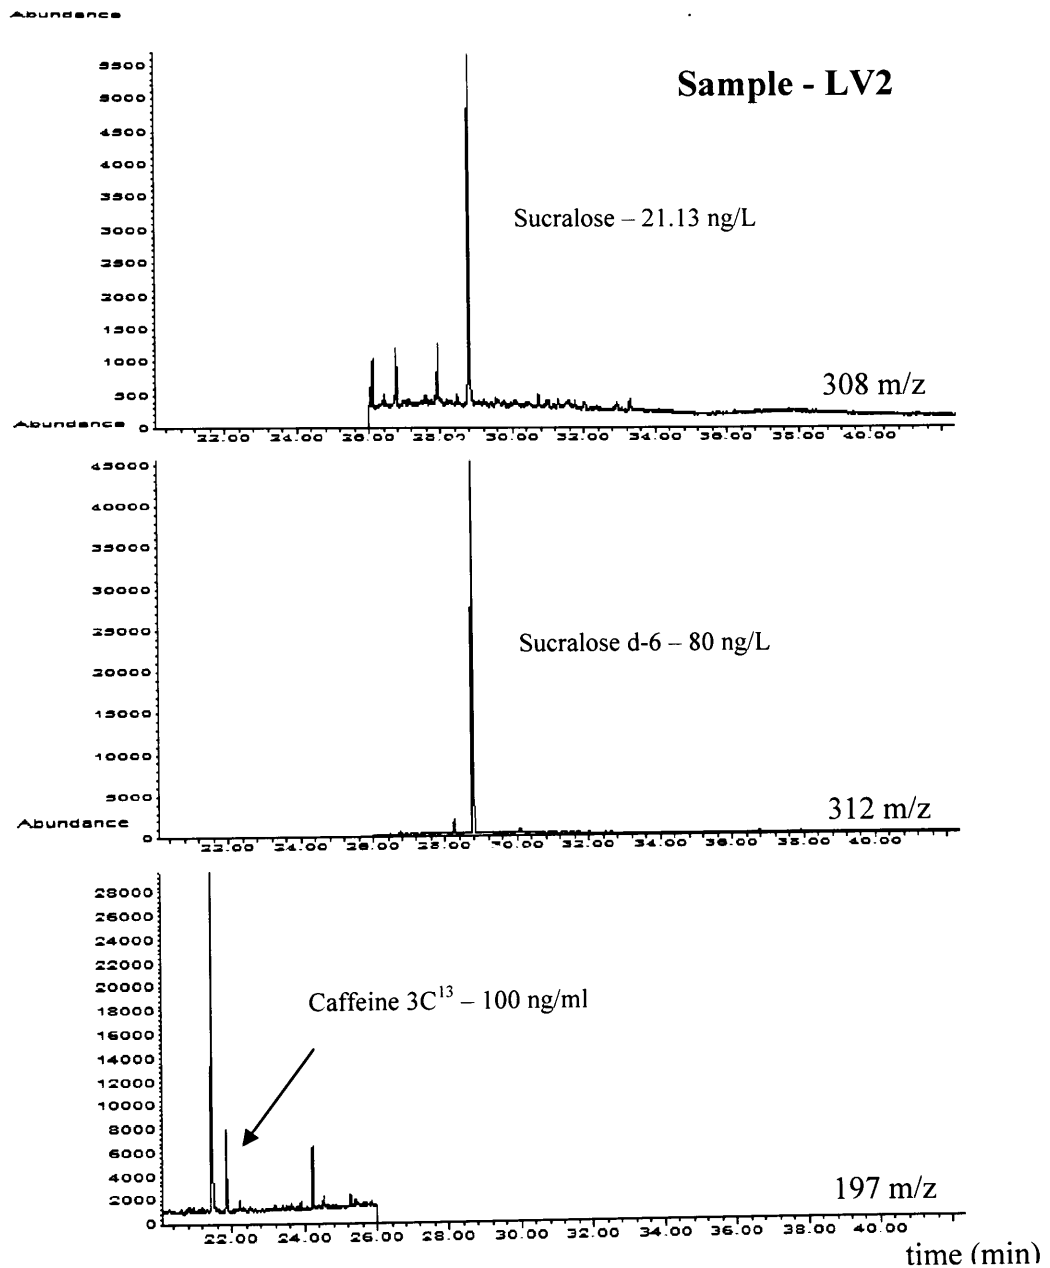 Abundance
Sample - LV2
5500
5000
4500
4000
3500
3000
2500
2000
1500
1000
500
0
Sucralose – 21.13 ng/L
308 m/z
22.00 24.00 26.00 28.00 30.00 32.00 34.00 36.00 38.00 40.00
Abundance
45000
40000
35000
30000
25000
20000
15000
10000
5000
0
Sucralose d-6 – 80 ng/L
312 m/z
22.00 24.00 26.00 28.00 30.00 32.00 34.00 36.00 38.00 40.00
Abundance
28000
26000
24000
22000
20000
18000
16000
14000
12000
10000
8000
6000
4000
2000
0
Caffeine 3C¹³ – 100 ng/ml
197 m/z
22.00 24.00 26.00 28.00 30.00 32.00 34.00 36.00 38.00 40.00
time (min)